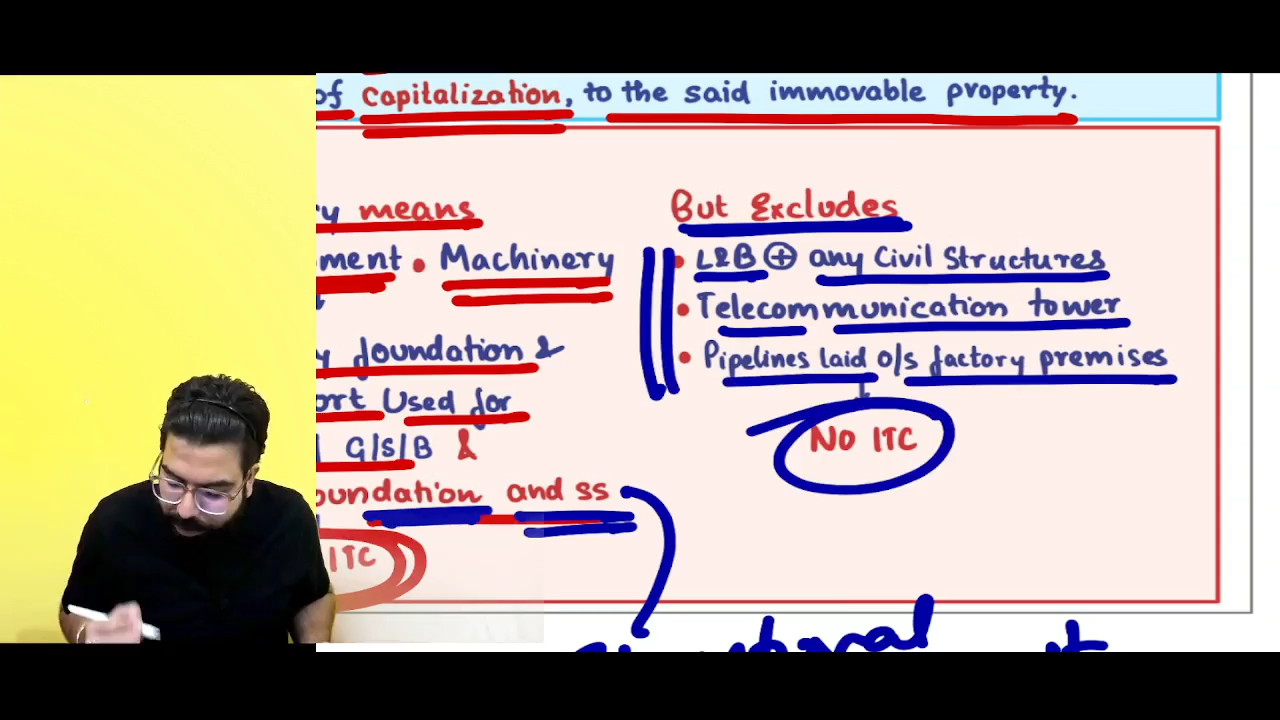 of Capitalization, to the said immovable property.
ry means
ment • Machinery
y foundation &
ort Used for
G/S/B &
oundation and ss
ITC
But Excludes
• L&B ⊕ any Civil Structures
• Telecommunication tower
• Pipelines laid o/s factory premises
No ITC